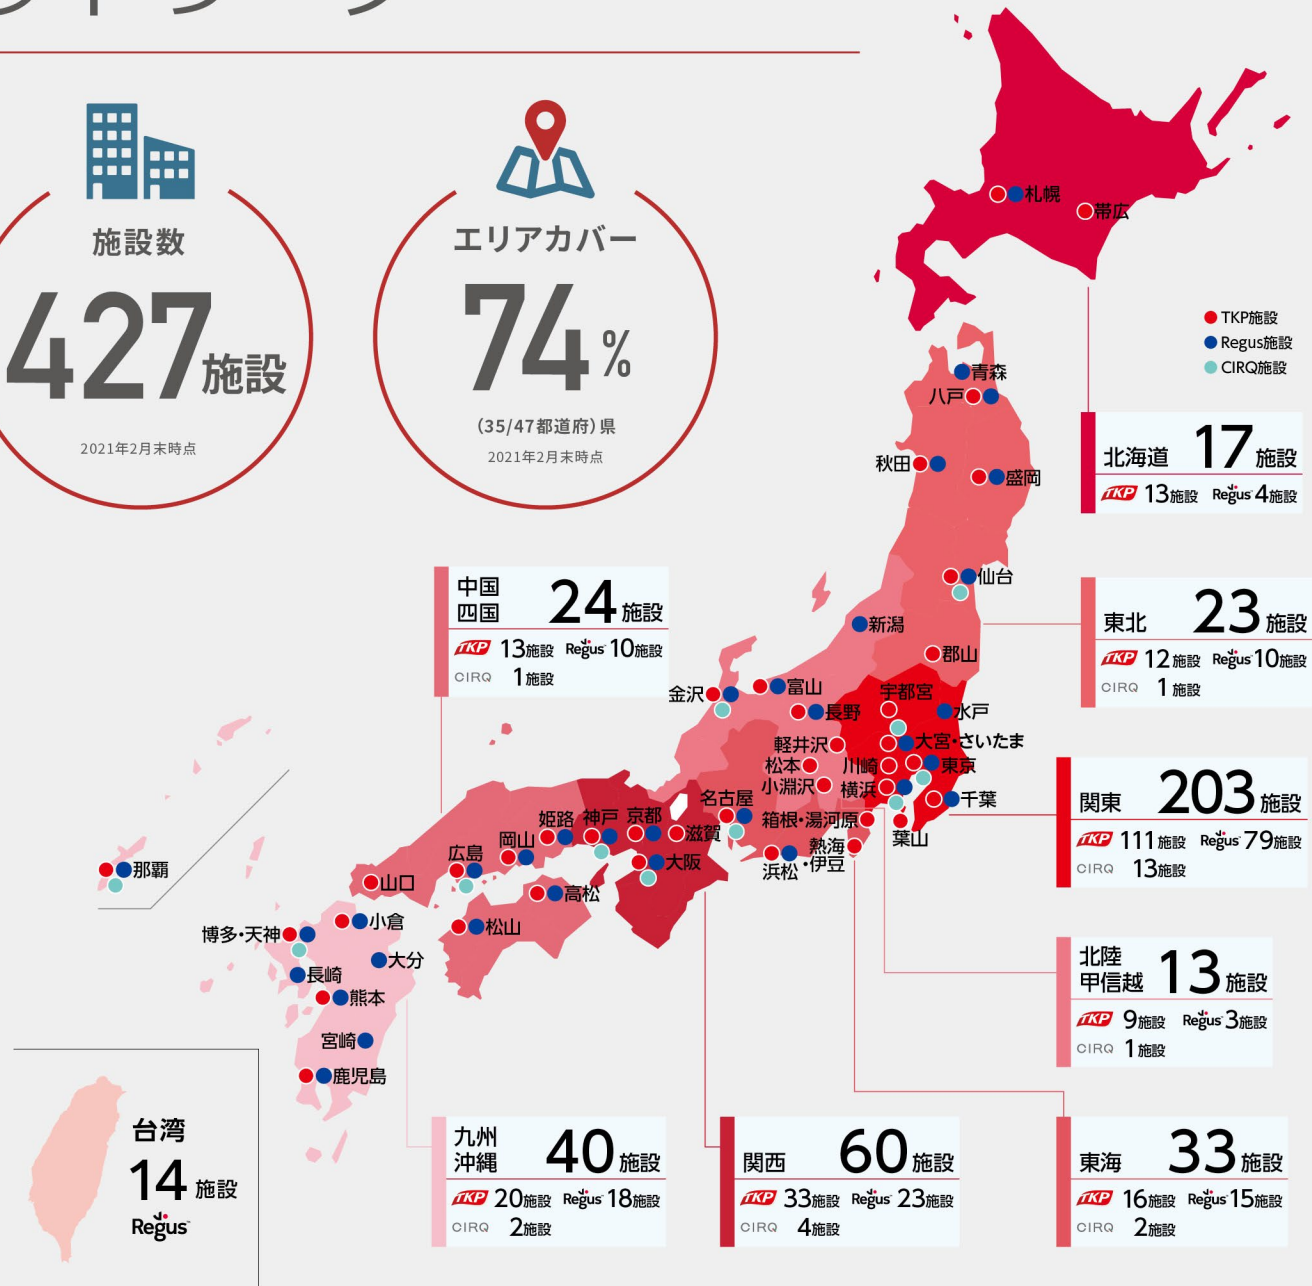 施設数
427施設
2021年2月末時点
エリアカバー
74%
(35/47都道府)県
2021年2月末時点
札幌
帯広
TKP施設
Regus施設
CIRQ施設
青森
八戸
秋田
盛岡
仙台
新潟
郡山
金沢
富山
長野
宇都宮
水戸
軽井沢
大宮・さいたま
松本
川崎
東京
小淵沢
横浜
千葉
名古屋
箱根・湯河原
葉山
熱海
・伊豆
浜松
姫路
神戸
京都
滋賀
岡山
大阪
広島
高松
山口
松山
小倉
博多・天神
大分
長崎
熊本
宮崎
鹿児島
那覇
北海道 17施設
TKP 13施設 Regus 4施設
東北 23施設
TKP 12施設 Regus 10施設
CIRQ 1施設
関東 203施設
TKP 111施設 Regus 79施設
CIRQ 13施設
北陸
甲信越 13施設
TKP 9施設 Regus 3施設
CIRQ 1施設
東海 33施設
TKP 16施設 Regus 15施設
CIRQ 2施設
関西 60施設
TKP 33施設 Regus 23施設
CIRQ 4施設
中国
四国 24施設
TKP 13施設 Regus 10施設
CIRQ 1施設
九州
沖縄 40施設
TKP 20施設 Regus 18施設
CIRQ 2施設
台湾
14施設
Regus